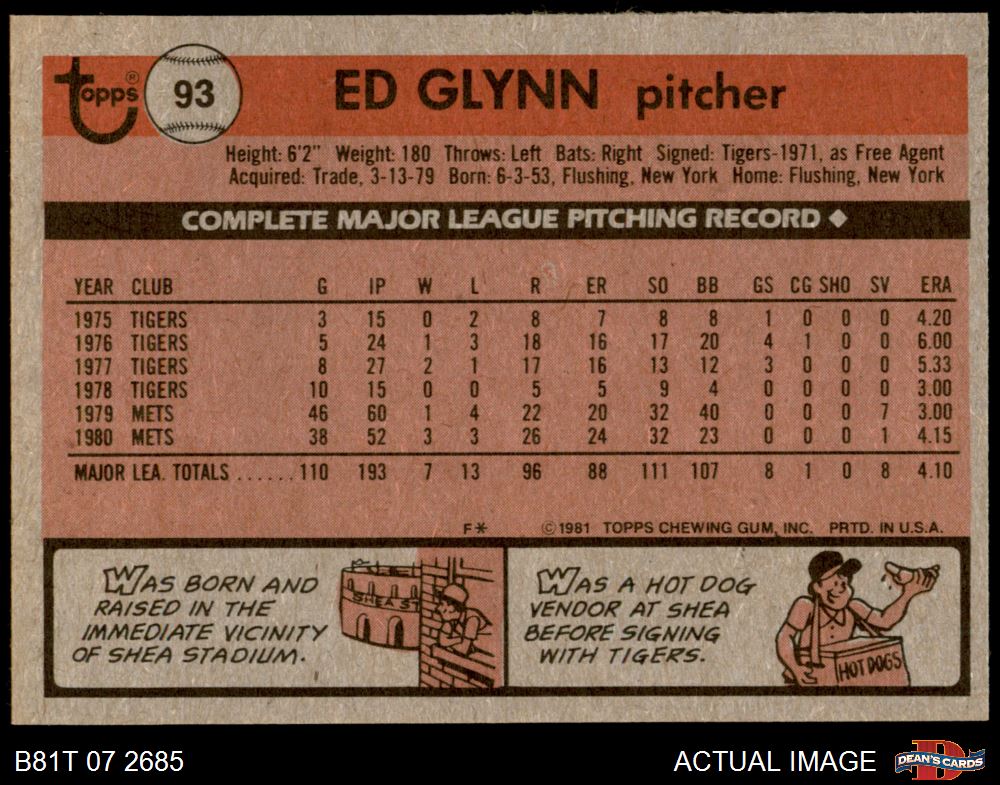 Topps ®
93
ED GLYNN pitcher
Height: 6'2" Weight: 180 Throws: Left Bats: Right Signed: Tigers-1971, as Free Agent
Acquired: Trade, 3-13-79 Born: 6-3-53, Flushing, New York Home: Flushing, New York
COMPLETE MAJOR LEAGUE PITCHING RECORD ◆
YEAR CLUB G IP W L R ER SO BB GS CG SHO SV ERA
1975 TIGERS 3 15 0 2 8 7 8 8 1 0 0 0 4.20
1976 TIGERS 5 24 1 3 18 16 17 20 4 1 0 0 6.00
1977 TIGERS 8 27 2 1 17 16 13 12 3 0 0 0 5.33
1978 TIGERS 10 15 0 0 5 5 9 4 0 0 0 0 3.00
1979 METS 46 60 1 4 22 20 32 40 0 0 0 7 3.00
1980 METS 38 52 3 3 26 24 32 23 0 0 0 1 4.15
MAJOR LEA. TOTALS ...... 110 193 7 13 96 88 111 107 8 1 0 8 4.10
F* © 1981 TOPPS CHEWING GUM, INC. PRTD. IN U.S.A.
WAS BORN AND
RAISED IN THE
IMMEDIATE VICINITY
OF SHEA STADIUM.
SHEA ST
WAS A HOT DOG
VENDOR AT SHEA
BEFORE SIGNING
WITH TIGERS.
HOT DOGS
B81T 07 2685
ACTUAL IMAGE
D
DEAN'S CARDS